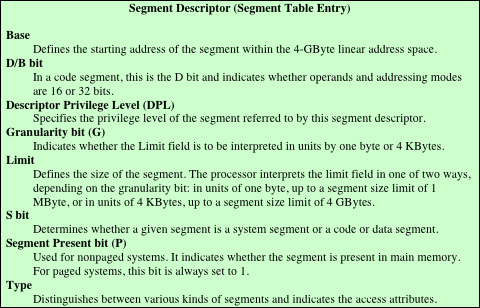 Segment Descriptor (Segment Table Entry)
Base
Defines the starting address of the segment within the 4-GByte linear address space.
D/B bit
In a code segment, this is the D bit and indicates whether operands and addressing modes
are 16 or 32 bits.
Descriptor Privilege Level (DPL)
Specifies the privilege level of the segment referred to by this segment descriptor.
Granularity bit (G)
Indicates whether the Limit field is to be interpreted in units by one byte or 4 KBytes.
Limit
Defines the size of the segment. The processor interprets the limit field in one of two ways,
depending on the granularity bit: in units of one byte, up to a segment size limit of 1
MByte, or in units of 4 KBytes, up to a segment size limit of 4 GBytes.
S bit
Determines whether a given segment is a system segment or a code or data segment.
Segment Present bit (P)
Used for nonpaged systems. It indicates whether the segment is present in main memory.
For paged systems, this bit is always set to 1.
Type
Distinguishes between various kinds of segments and indicates the access attributes.